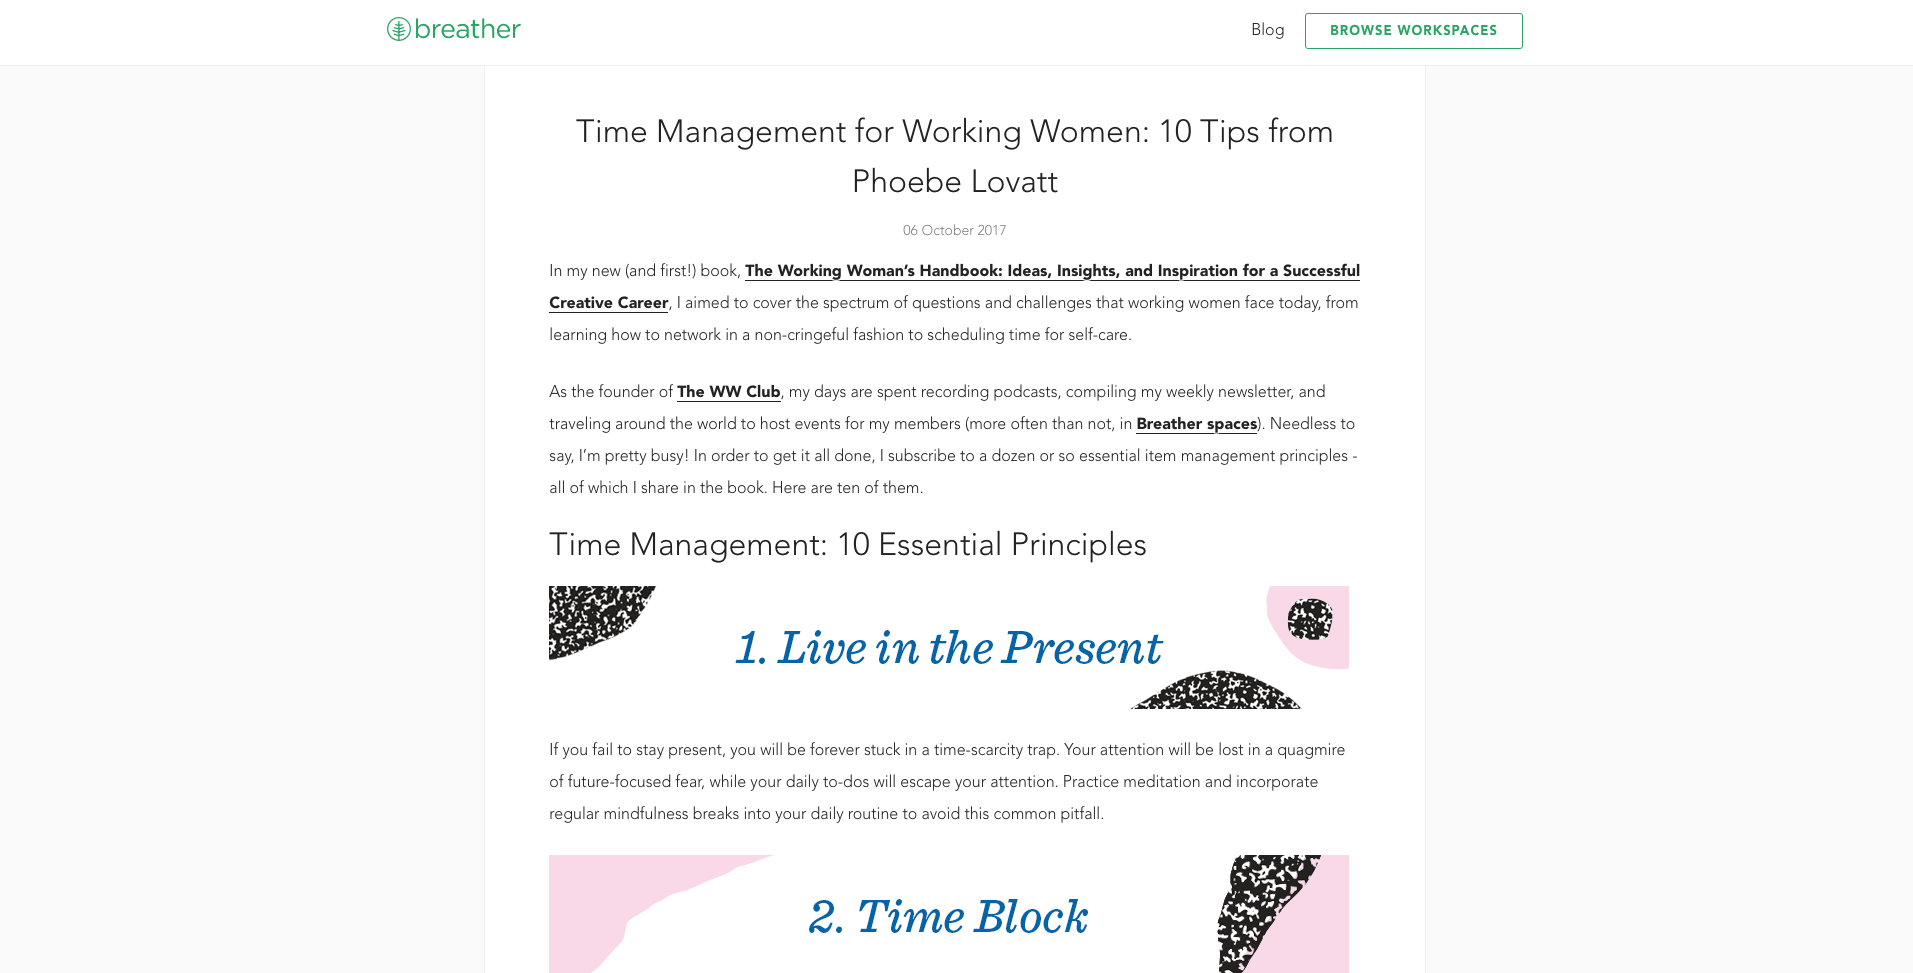 breather
Blog
BROWSE WORKSPACES
Time Management for Working Women: 10 Tips from
Phoebe Lovatt
06 October 2017
In my new (and first!) book, The Working Woman’s Handbook: Ideas, Insights, and Inspiration for a Successful
Creative Career, I aimed to cover the spectrum of questions and challenges that working women face today, from
learning how to network in a non-cringeful fashion to scheduling time for self-care.
As the founder of The WW Club, my days are spent recording podcasts, compiling my weekly newsletter, and
traveling around the world to host events for my members (more often than not, in Breather spaces). Needless to
say, I’m pretty busy! In order to get it all done, I subscribe to a dozen or so essential item management principles -
all of which I share in the book. Here are ten of them.
Time Management: 10 Essential Principles
1. Live in the Present
If you fail to stay present, you will be forever stuck in a time-scarcity trap. Your attention will be lost in a quagmire
of future-focused fear, while your daily to-dos will escape your attention. Practice meditation and incorporate
regular mindfulness breaks into your daily routine to avoid this common pitfall.
2. Time Block